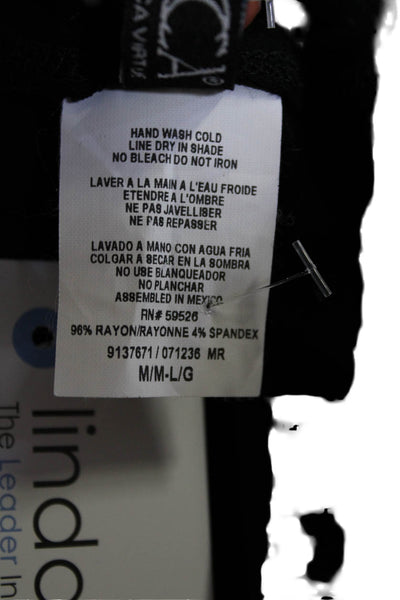 CA®
HAND WASH COLD
LINE DRY IN SHADE
NO BLEACH DO NOT IRON
LAVER A LA MAIN A L'EAU FROIDE
ETENDRE A L'OMBRE
NE PAS JAVELLISER
NE PAS REPASSER
LAVADO A MANO CON AGUA FRIA
COLGAR A SECAR EN LA SOMBRA
NO USE BLANQUEADOR
NO PLANCHAR
ASSEMBLED IN MEXICO
RN# 59526
96% RAYON/RAYONNE 4% SPANDEX
9137671 / 071236 MR
M/M-L/G
lindo
The Leader In